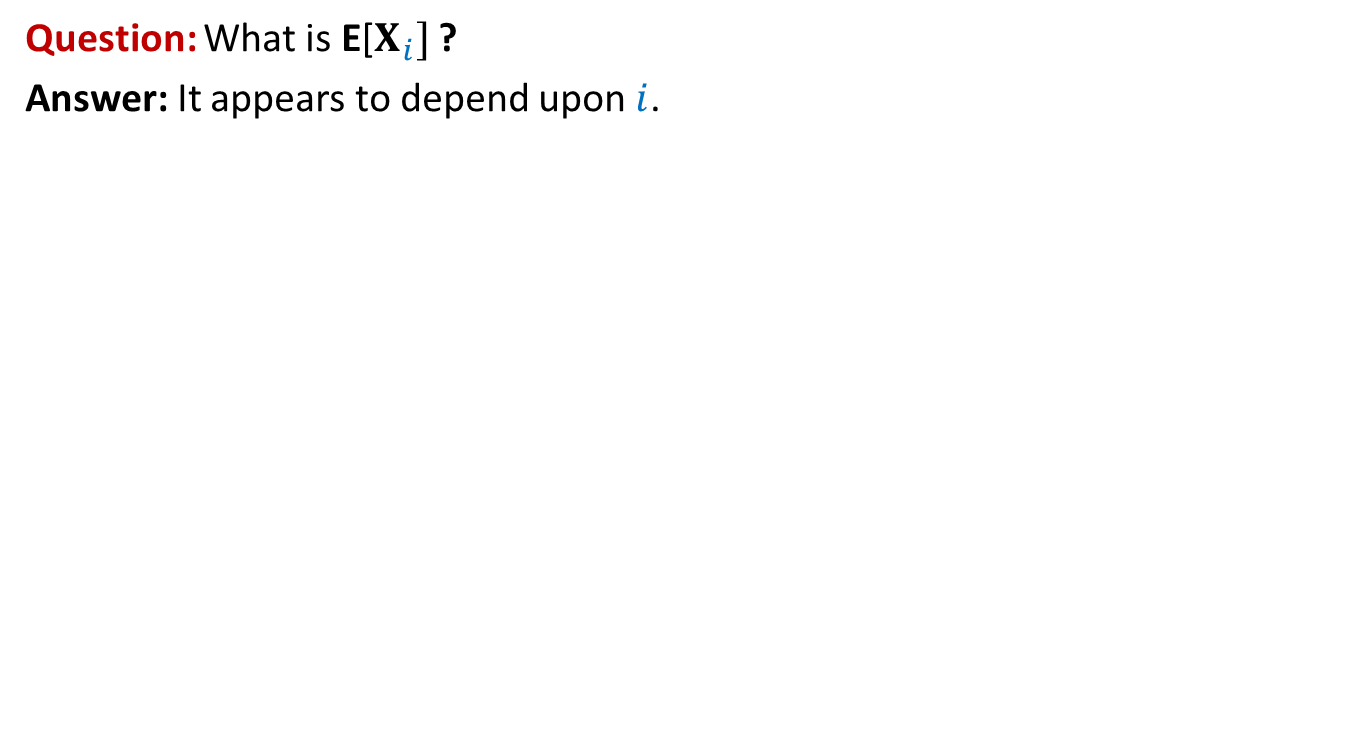 Question: What is E[X_i] ?
Answer: It appears to depend upon i.